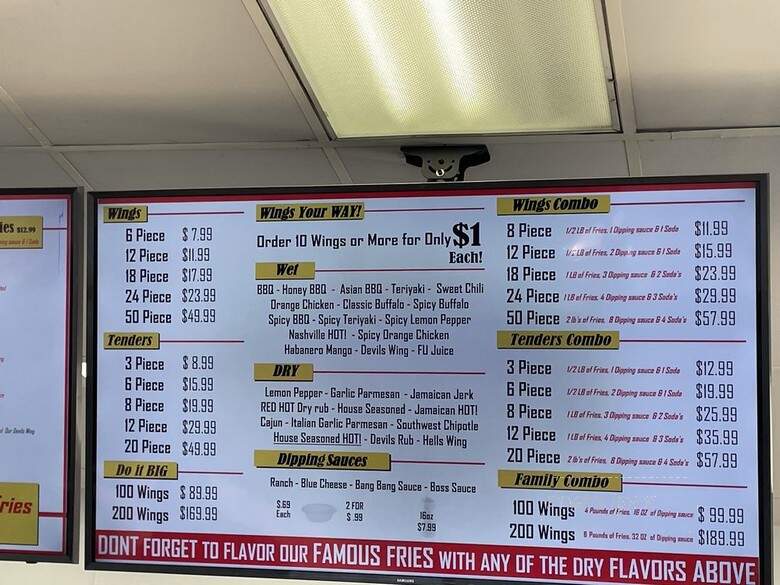 ies $12.99
Wings
6 Piece $ 7.99
12 Piece $11.99
18 Piece $17.99
24 Piece $23.99
50 Piece $49.99
Tenders
3 Piece $ 8.99
6 Piece $15.99
8 Piece $19.99
12 Piece $29.99
20 Piece $49.99
Do it BIG
100 Wings $ 89.99
200 Wings $169.99
Wings Your WAY!
Order 10 Wings or More for Only $1
Each!
Wet
BBQ - Honey BBQ - Asian BBQ - Teriyaki - Sweet Chili
Orange Chicken - Classic Buffalo - Spicy Buffalo
Spicy BBQ - Spicy Teriyaki - Spicy Lemon Pepper
Nashville HOT! - Spicy Orange Chicken
Habanero Mango - Devils Wing - FU Juice
DRY
Lemon Pepper - Garlic Parmesan - Jamaican Jerk
RED HOT Dry rub - House Seasoned - Jamaican HOT!
Cajun - Italian Garlic Parmesan - Southwest Chipotle
House Seasoned HOT! - Devils Rub - Hells Wing
Dipping Sauces
Ranch - Blue Cheese - Bang Bang Sauce - Boss Sauce
$.69
Each
2 FOR
$ .99
16oz
$7.99
Wings Combo
8 Piece 1/2 LB of Fries, 1 Dipping sauce & 1 Soda $11.99
12 Piece 1/2 LB of Fries, 2 Dipping sauce & 1 Soda $15.99
18 Piece 1 LB of Fries, 3 Dipping sauce & 2 Soda's $23.99
24 Piece 1 LB of Fries, 4 Dipping sauce & 3 Soda's $29.99
50 Piece 2 lb's of Fries, 8 Dipping sauce & 4 Soda's $57.99
Tenders Combo
3 Piece 1/2 LB of Fries, 1 Dipping sauce & 1 Soda $12.99
6 Piece 1/2 LB of Fries, 2 Dipping sauce & 1 Soda $19.99
8 Piece 1 LB of Fries, 3 Dipping sauce & 2 Soda's $25.99
12 Piece 1 LB of Fries, 4 Dipping sauce & 3 Soda's $35.99
20 Piece 2 lb's of Fries, 8 Dipping sauce & 4 Soda's $57.99
Family Combo
100 Wings 4 Pounds of Fries, 16 OZ of Dipping sauce $ 99.99
200 Wings 8 Pounds of Fries, 32 OZ of Dipping sauce $189.99
ries
DONT FORGET TO FLAVOR OUR FAMOUS FRIES WITH ANY OF THE DRY FLAVORS ABOVE
SAMSUNG